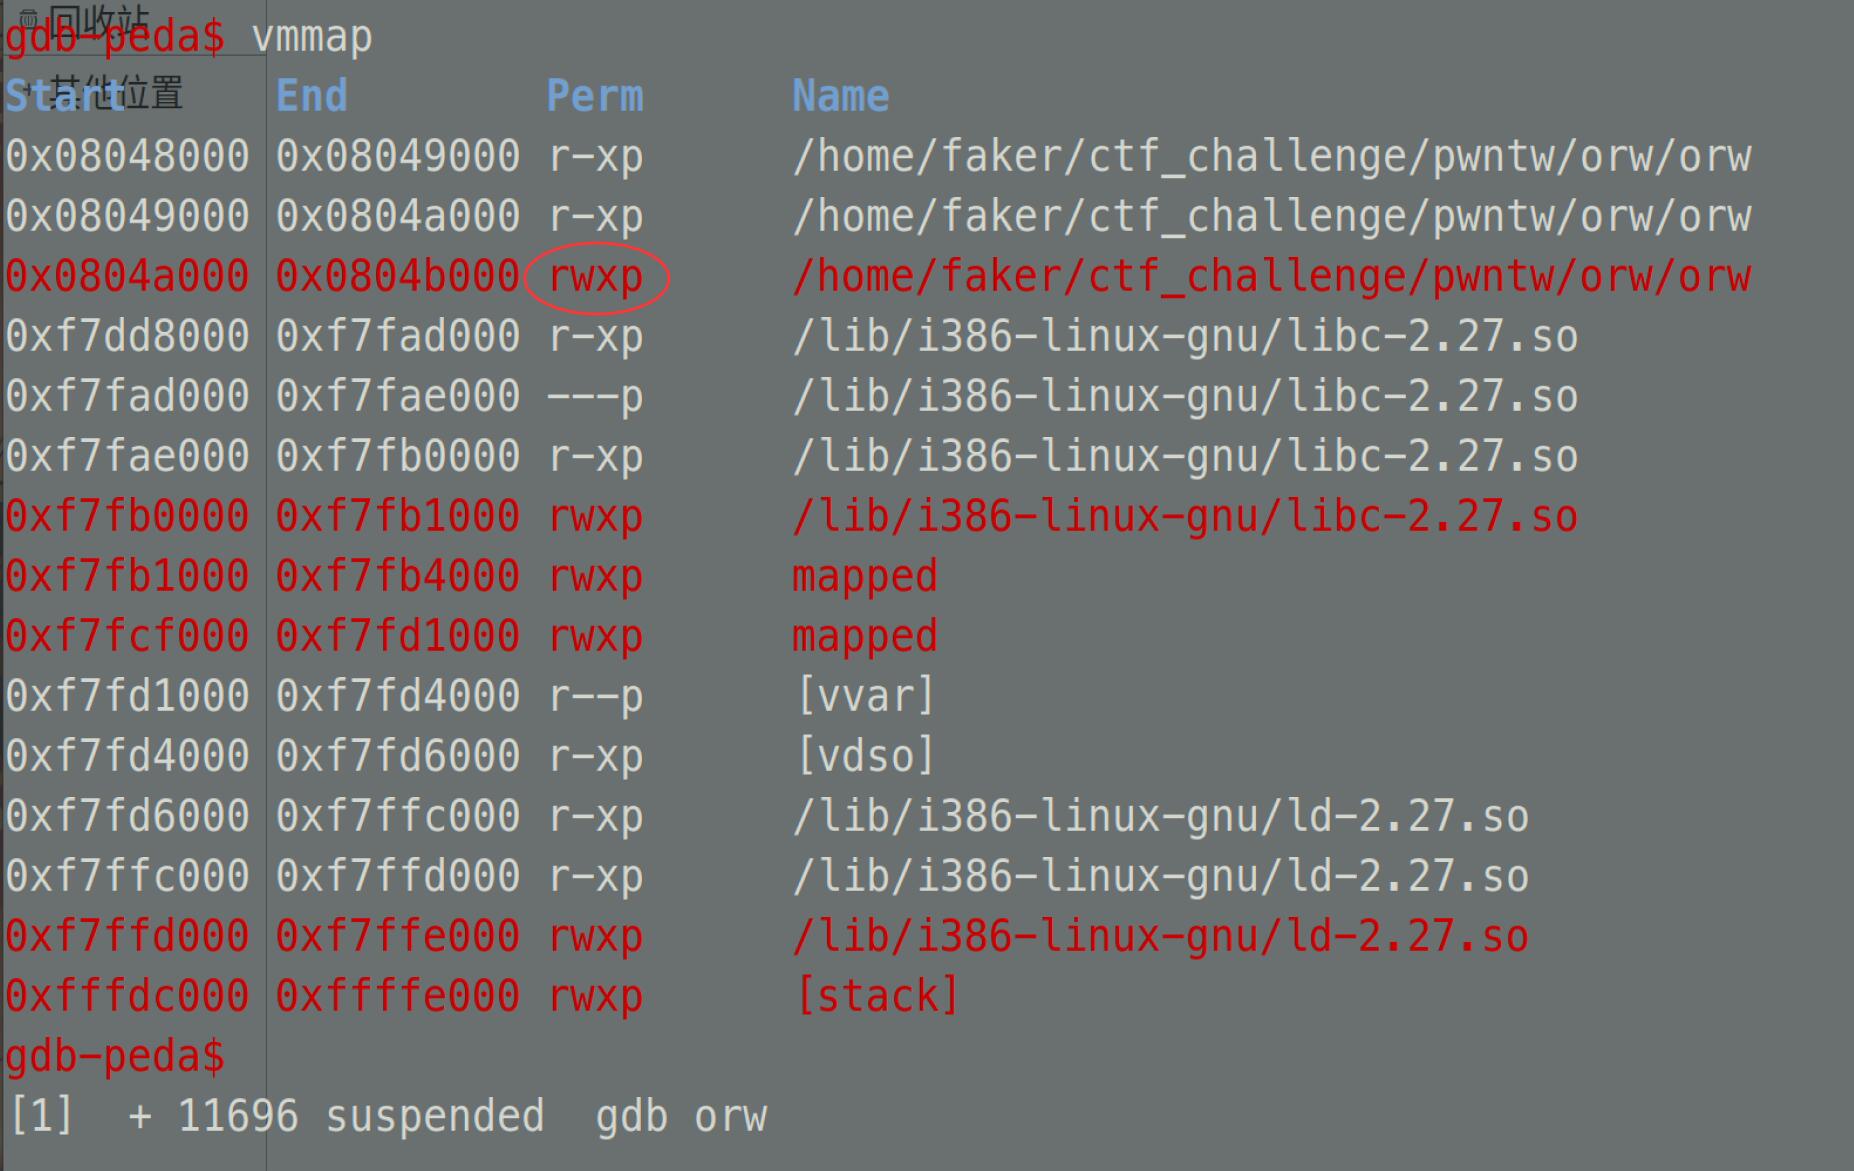 回收站
gdb-peda$ vmmap
+ 其他位置
Start End Perm Name
0x08048000 0x08049000 r-xp /home/faker/ctf_challenge/pwntw/orw/orw
0x08049000 0x0804a000 r-xp /home/faker/ctf_challenge/pwntw/orw/orw
0x0804a000 0x0804b000 rwxp /home/faker/ctf_challenge/pwntw/orw/orw
0xf7dd8000 0xf7fad000 r-xp /lib/i386-linux-gnu/libc-2.27.so
0xf7fad000 0xf7fae000 ---p /lib/i386-linux-gnu/libc-2.27.so
0xf7fae000 0xf7fb0000 r-xp /lib/i386-linux-gnu/libc-2.27.so
0xf7fb0000 0xf7fb1000 rwxp /lib/i386-linux-gnu/libc-2.27.so
0xf7fb1000 0xf7fb4000 rwxp mapped
0xf7fcf000 0xf7fd1000 rwxp mapped
0xf7fd1000 0xf7fd4000 r--p [vvar]
0xf7fd4000 0xf7fd6000 r-xp [vdso]
0xf7fd6000 0xf7ffc000 r-xp /lib/i386-linux-gnu/ld-2.27.so
0xf7ffc000 0xf7ffd000 r-xp /lib/i386-linux-gnu/ld-2.27.so
0xf7ffd000 0xf7ffe000 rwxp /lib/i386-linux-gnu/ld-2.27.so
0xfffdc000 0xffffe000 rwxp [stack]
gdb-peda$
[1] + 11696 suspended gdb orw